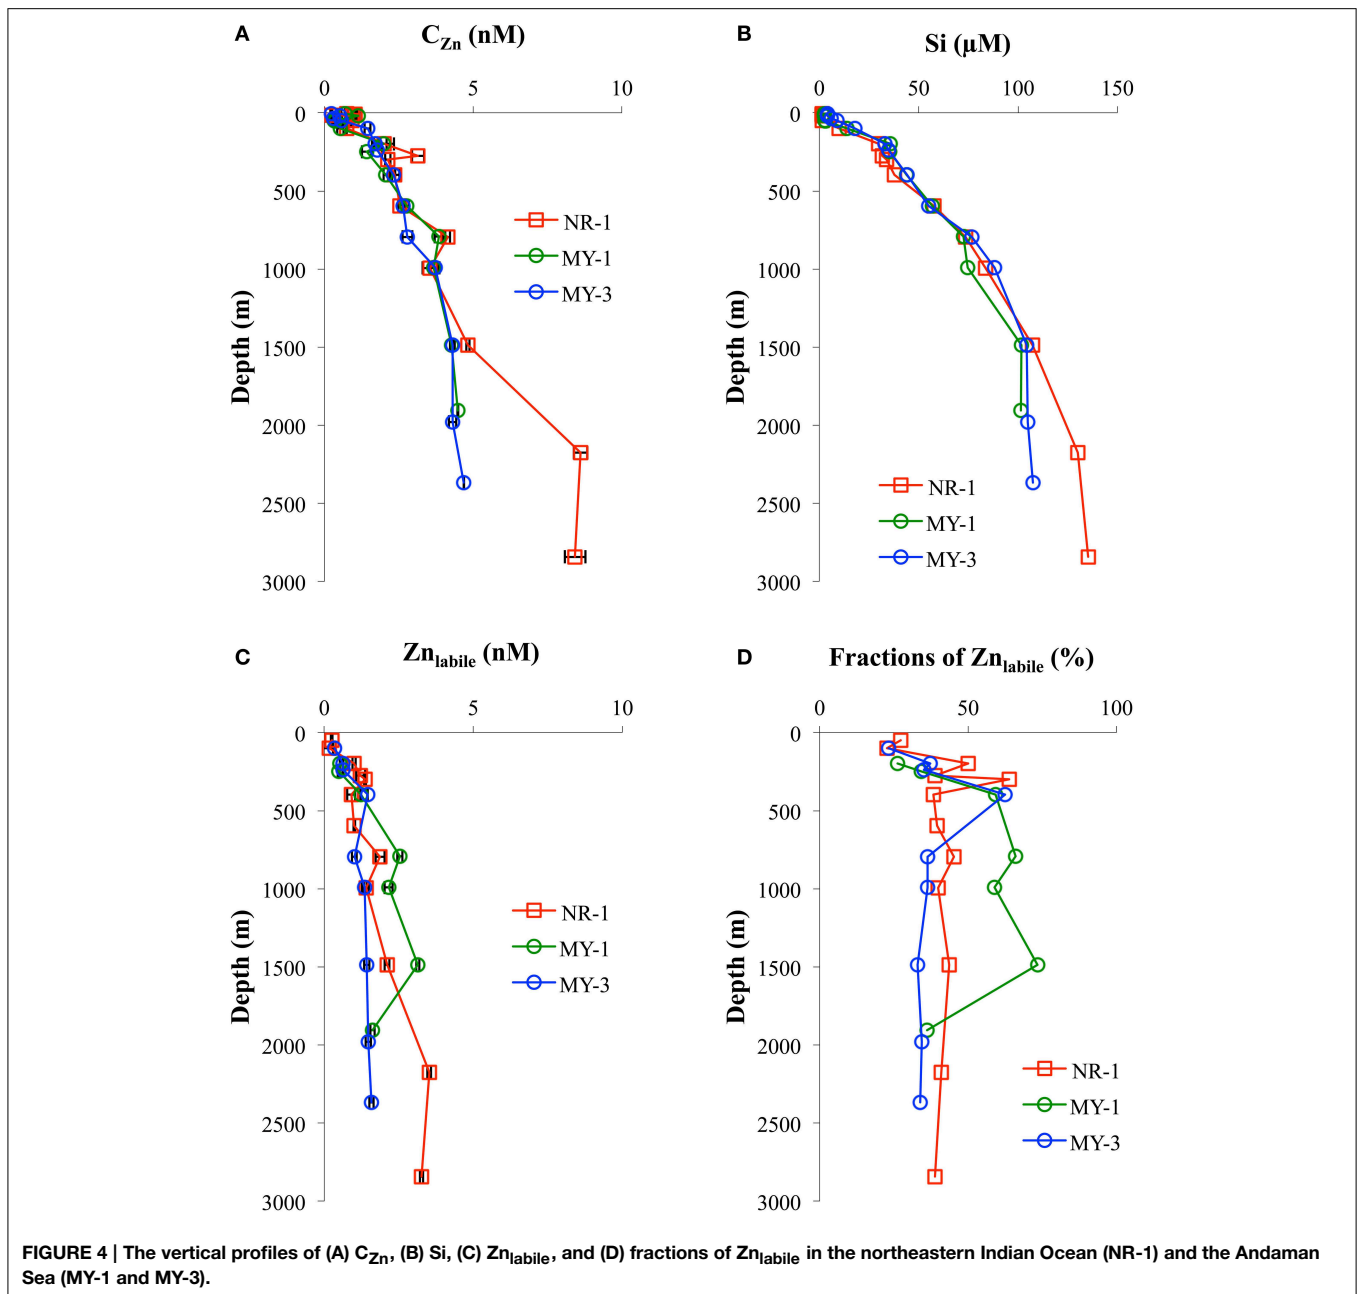 A
C_Zn (nM)
0 5 10
0
500
1000
1500
2000
2500
3000
Depth (m)
NR-1
MY-1
MY-3
B
Si (μM)
0 50 100 150
0
500
1000
1500
2000
2500
3000
Depth (m)
NR-1
MY-1
MY-3
C
Zn_labile (nM)
0 5 10
0
500
1000
1500
2000
2500
3000
Depth (m)
NR-1
MY-1
MY-3
D
Fractions of Zn_labile (%)
0 50 100
0
500
1000
1500
2000
2500
3000
Depth (m)
NR-1
MY-1
MY-3
FIGURE 4 | The vertical profiles of (A) C_Zn, (B) Si, (C) Zn_labile, and (D) fractions of Zn_labile in the northeastern Indian Ocean (NR-1) and the Andaman
Sea (MY-1 and MY-3).